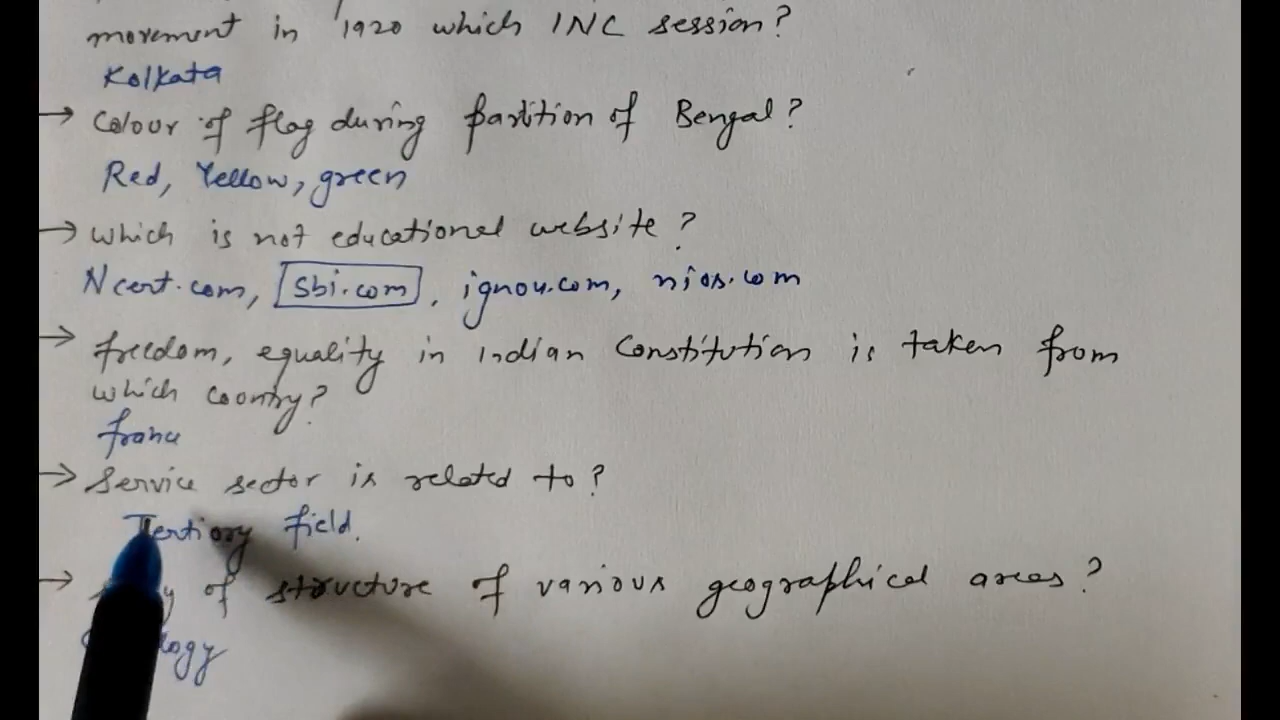 movement in 1920 which INC session?
Kolkata
→ Colour of flag during partition of Bengal?
Red, Yellow, green
→ which is not educational website?
Ncert.com, sbi.com, ignou.com, nios.com
→ freedom, equality in indian Constitution is taken from
which country?
france
→ Service sector is related to?
Tertiory field.
→ of structure of various geographical areas?